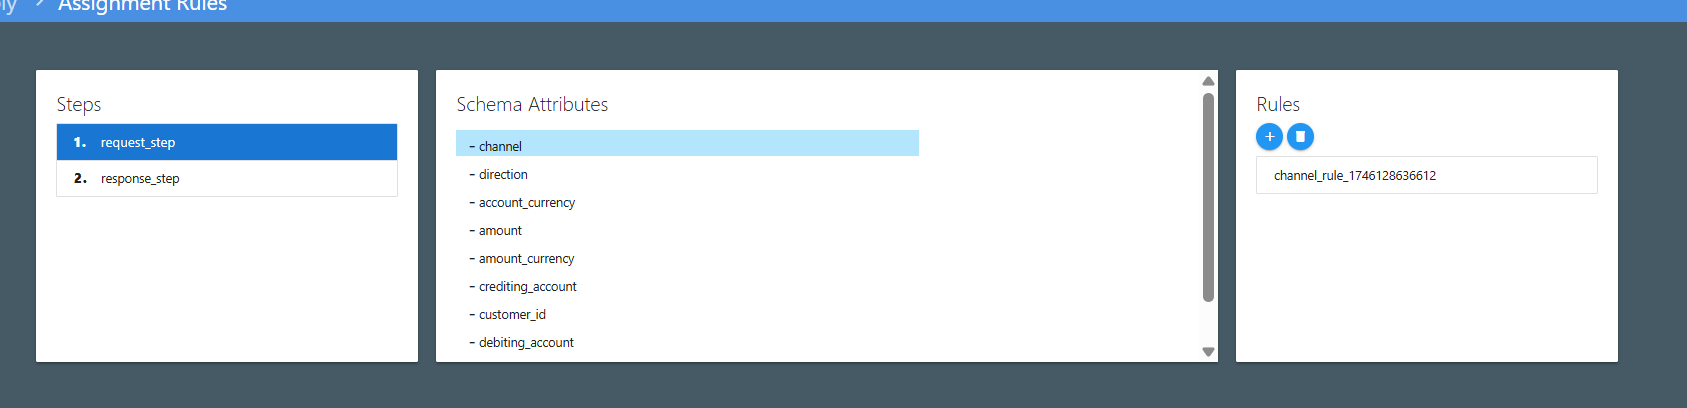 Assignment Rules
Steps
1. request_step
2. response_step
Schema Attributes
- channel
- direction
- account_currency
- amount
- amount_currency
- crediting_account
- customer_id
- debiting_account
Rules
+
channel_rule_1746128636612